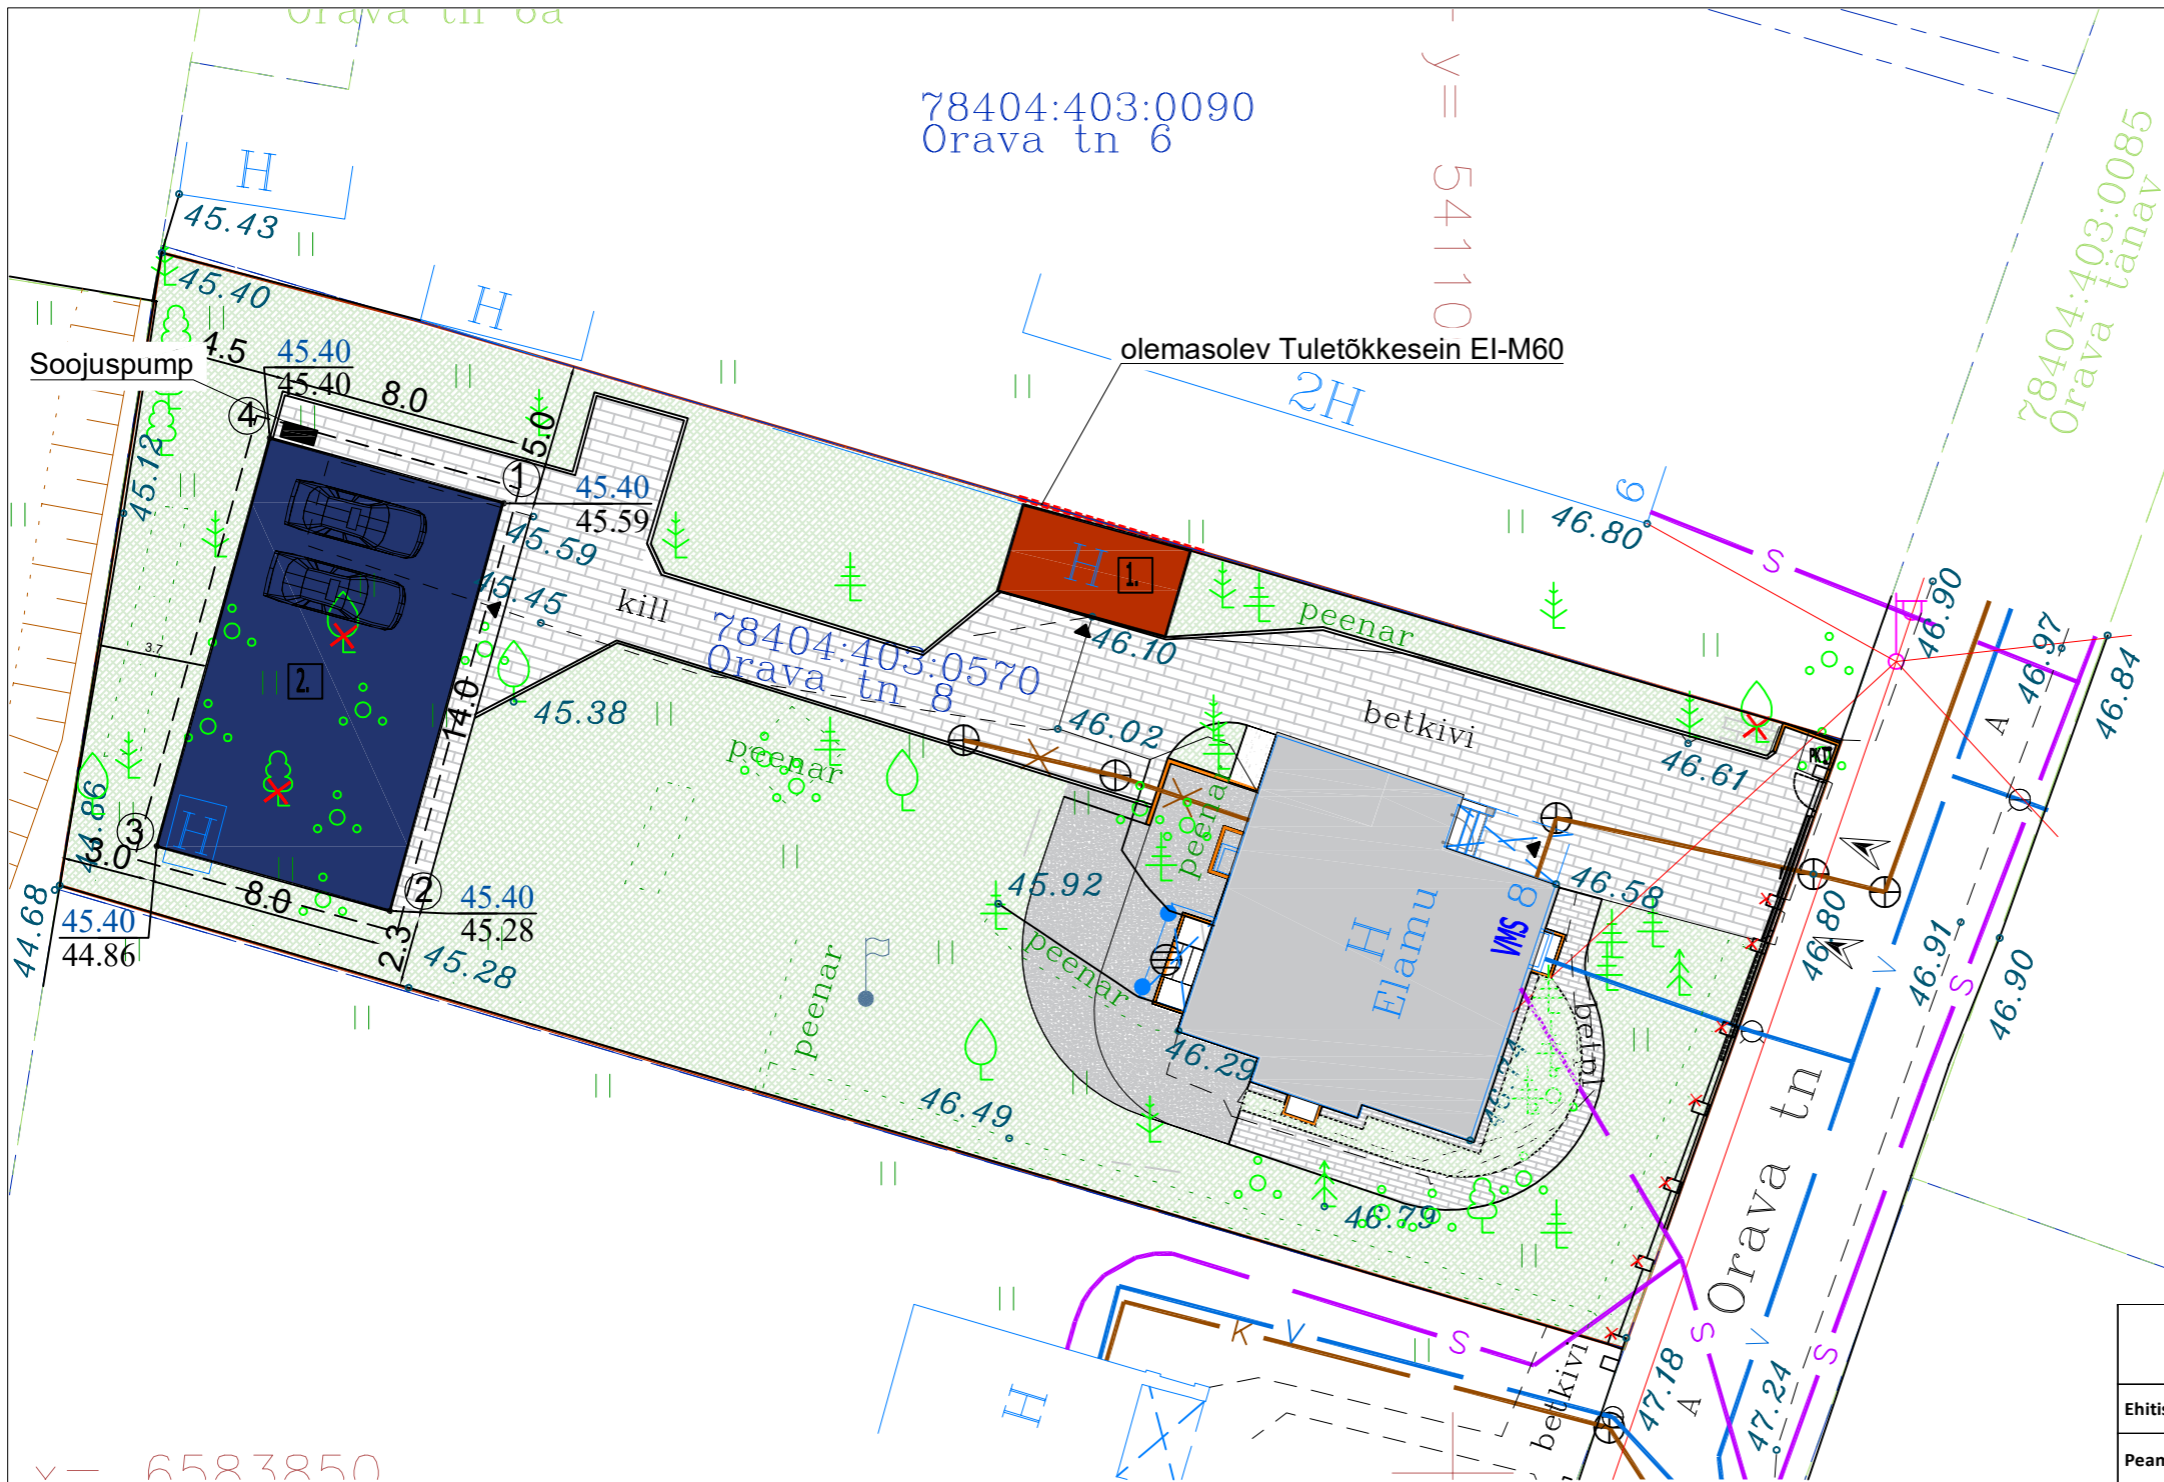 Orava tn 6a
78404:403:0090
Orava tn 6
y= 54110
78404:403:0085
Orava tänav
H
45.43
45.40
H
Soojuspump
4.5
45.40
45.40
8.0
olemasolev Tuletõkkesein EI-M60
2H
6
46.80
S
4
5.0
1
45.40
45.59
45.59
45.12
45.45
kill
H
1.
46.10
peenar
46.90
46.97
46.84
A
3.7
2.
14.0
78404:403:0570
Orava tn 8
45.38
46.02
betkivi
46.61
PKJ
peenar
peenar
44.86
3
H
3.0
8.0
2
45.40
45.28
2.3
45.28
44.68
45.40
44.86
45.92
peenar
peenar
H
Elamu
VMS
8
46.58
46.80
V
46.91
S
46.90
46.29
46.49
46.79
Orava tn
K
V
S
S
V
S
H
betkivi
47.18
A
47.24
x= 6583850
Ehitis
Pean